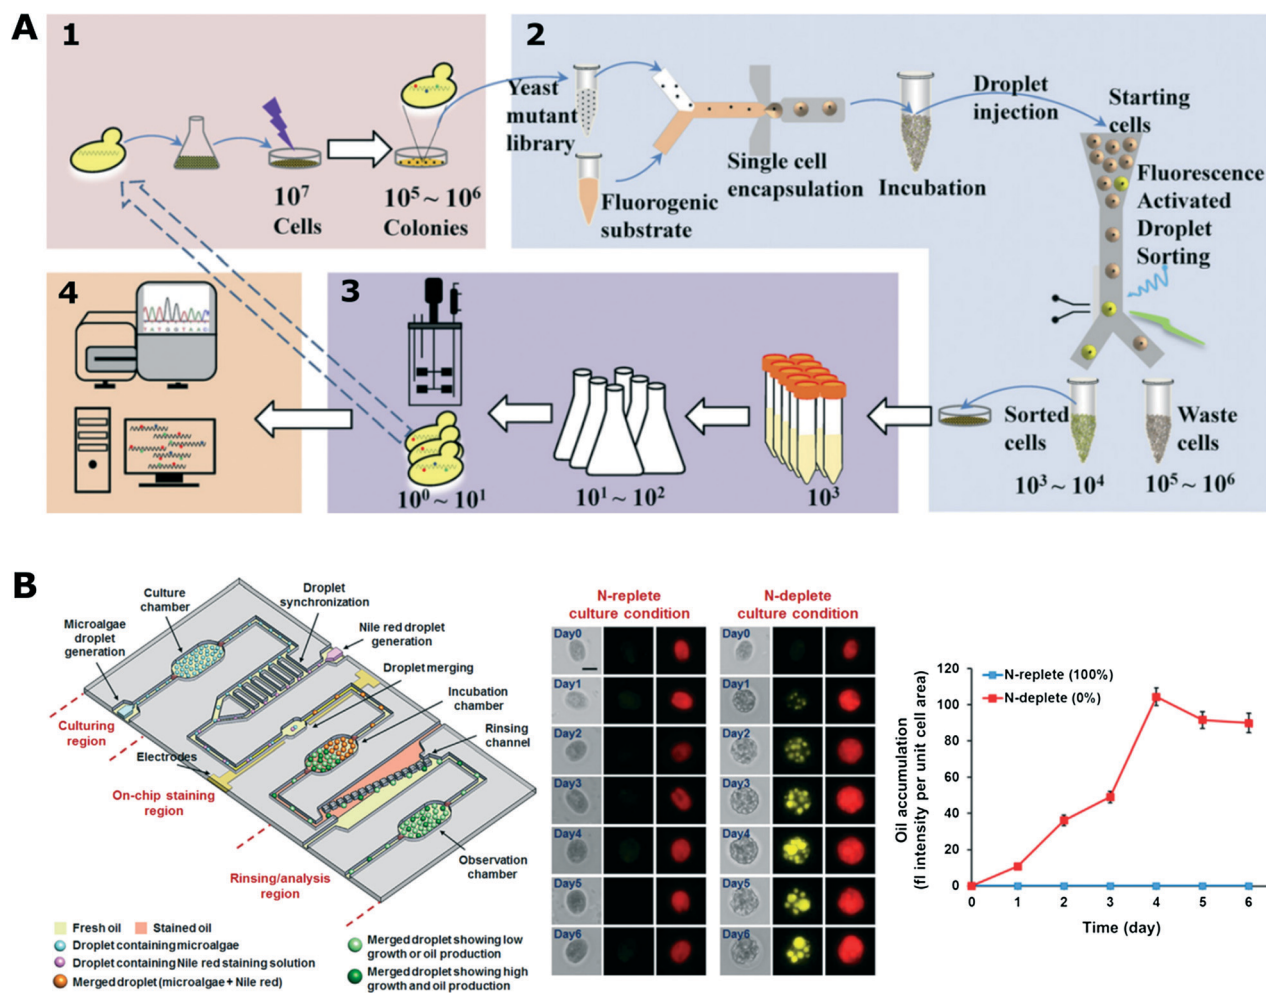 A
1
10⁷
Cells
10⁵ ~ 10⁶
Colonies
2
Yeast
mutant
library
Fluorogenic
substrate
Single cell
encapsulation
Incubation
Droplet
injection
Starting
cells
Fluorescence
Activated
Droplet
Sorting
Sorted
cells
10³ ~ 10⁴
Waste
cells
10⁵ ~ 10⁶
3
10⁰ ~ 10¹
10¹ ~ 10²
10³
4
B
Culture
chamber
Droplet
synchronization
Microalgae
droplet
generation
Nile red droplet
generation
Droplet merging
Incubation
chamber
Rinsing
channel
Culturing
region
Electrodes
On-chip staining
region
Rinsing/analysis
region
Observation
chamber
Fresh oil
Stained oil
Droplet containing microalgae
Droplet containing Nile red staining solution
Merged droplet (microalgae + Nile red)
Merged droplet showing low
growth or oil production
Merged droplet showing high
growth and oil production
N-replete
culture condition
Day0
Day1
Day2
Day3
Day4
Day5
Day6
N-deplete
culture condition
Day0
Day1
Day2
Day3
Day4
Day5
Day6
Oil accumulation
(fl intensity per unit cell area)
120
100
80
60
40
20
0
N-replete (100%)
N-deplete (0%)
0 1 2 3 4 5 6
Time (day)